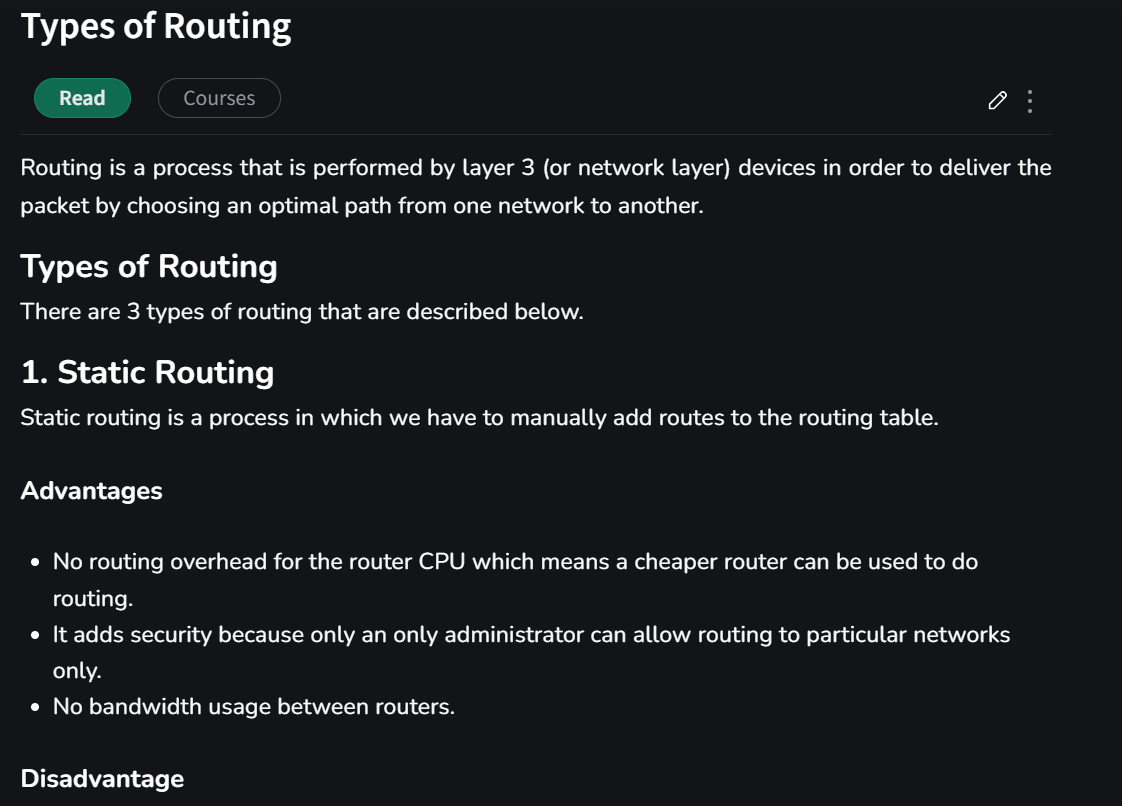 Types of Routing
Read
Courses
Routing is a process that is performed by layer 3 (or network layer) devices in order to deliver the
packet by choosing an optimal path from one network to another.
Types of Routing
There are 3 types of routing that are described below.
1. Static Routing
Static routing is a process in which we have to manually add routes to the routing table.
Advantages
• No routing overhead for the router CPU which means a cheaper router can be used to do
routing.
• It adds security because only an only administrator can allow routing to particular networks
only.
• No bandwidth usage between routers.
Disadvantage